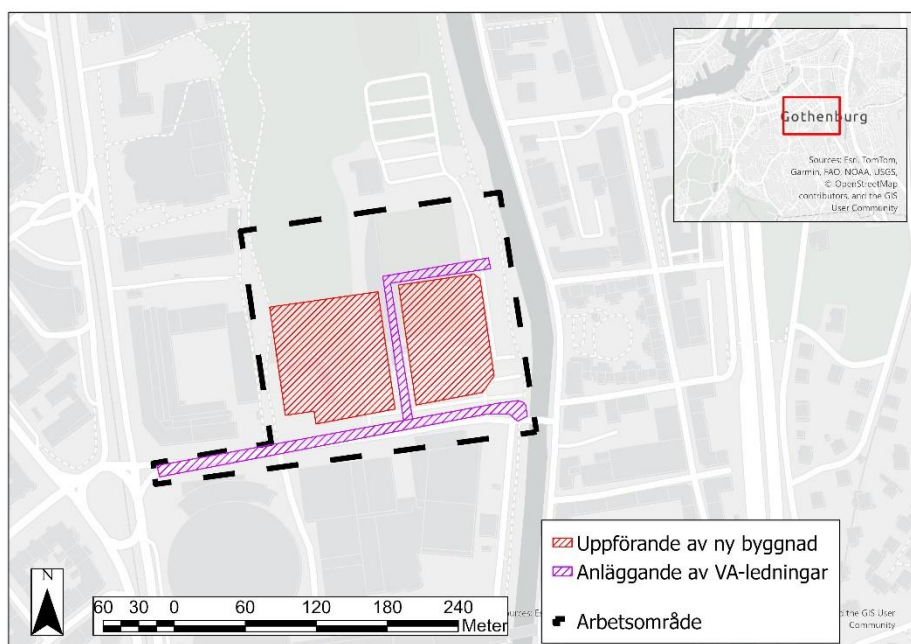 Gothenburg
Sources: Esri, TomTom,
Garmin, FAO, NOAA, USGS,
© OpenStreetMap
contributors, and the GIS
User Community
Uppförande av ny byggnad
Anläggande av VA-ledningar
Arbetsområde
N
60 30 0 60 120 180 240
Meter
the GIS User
Community